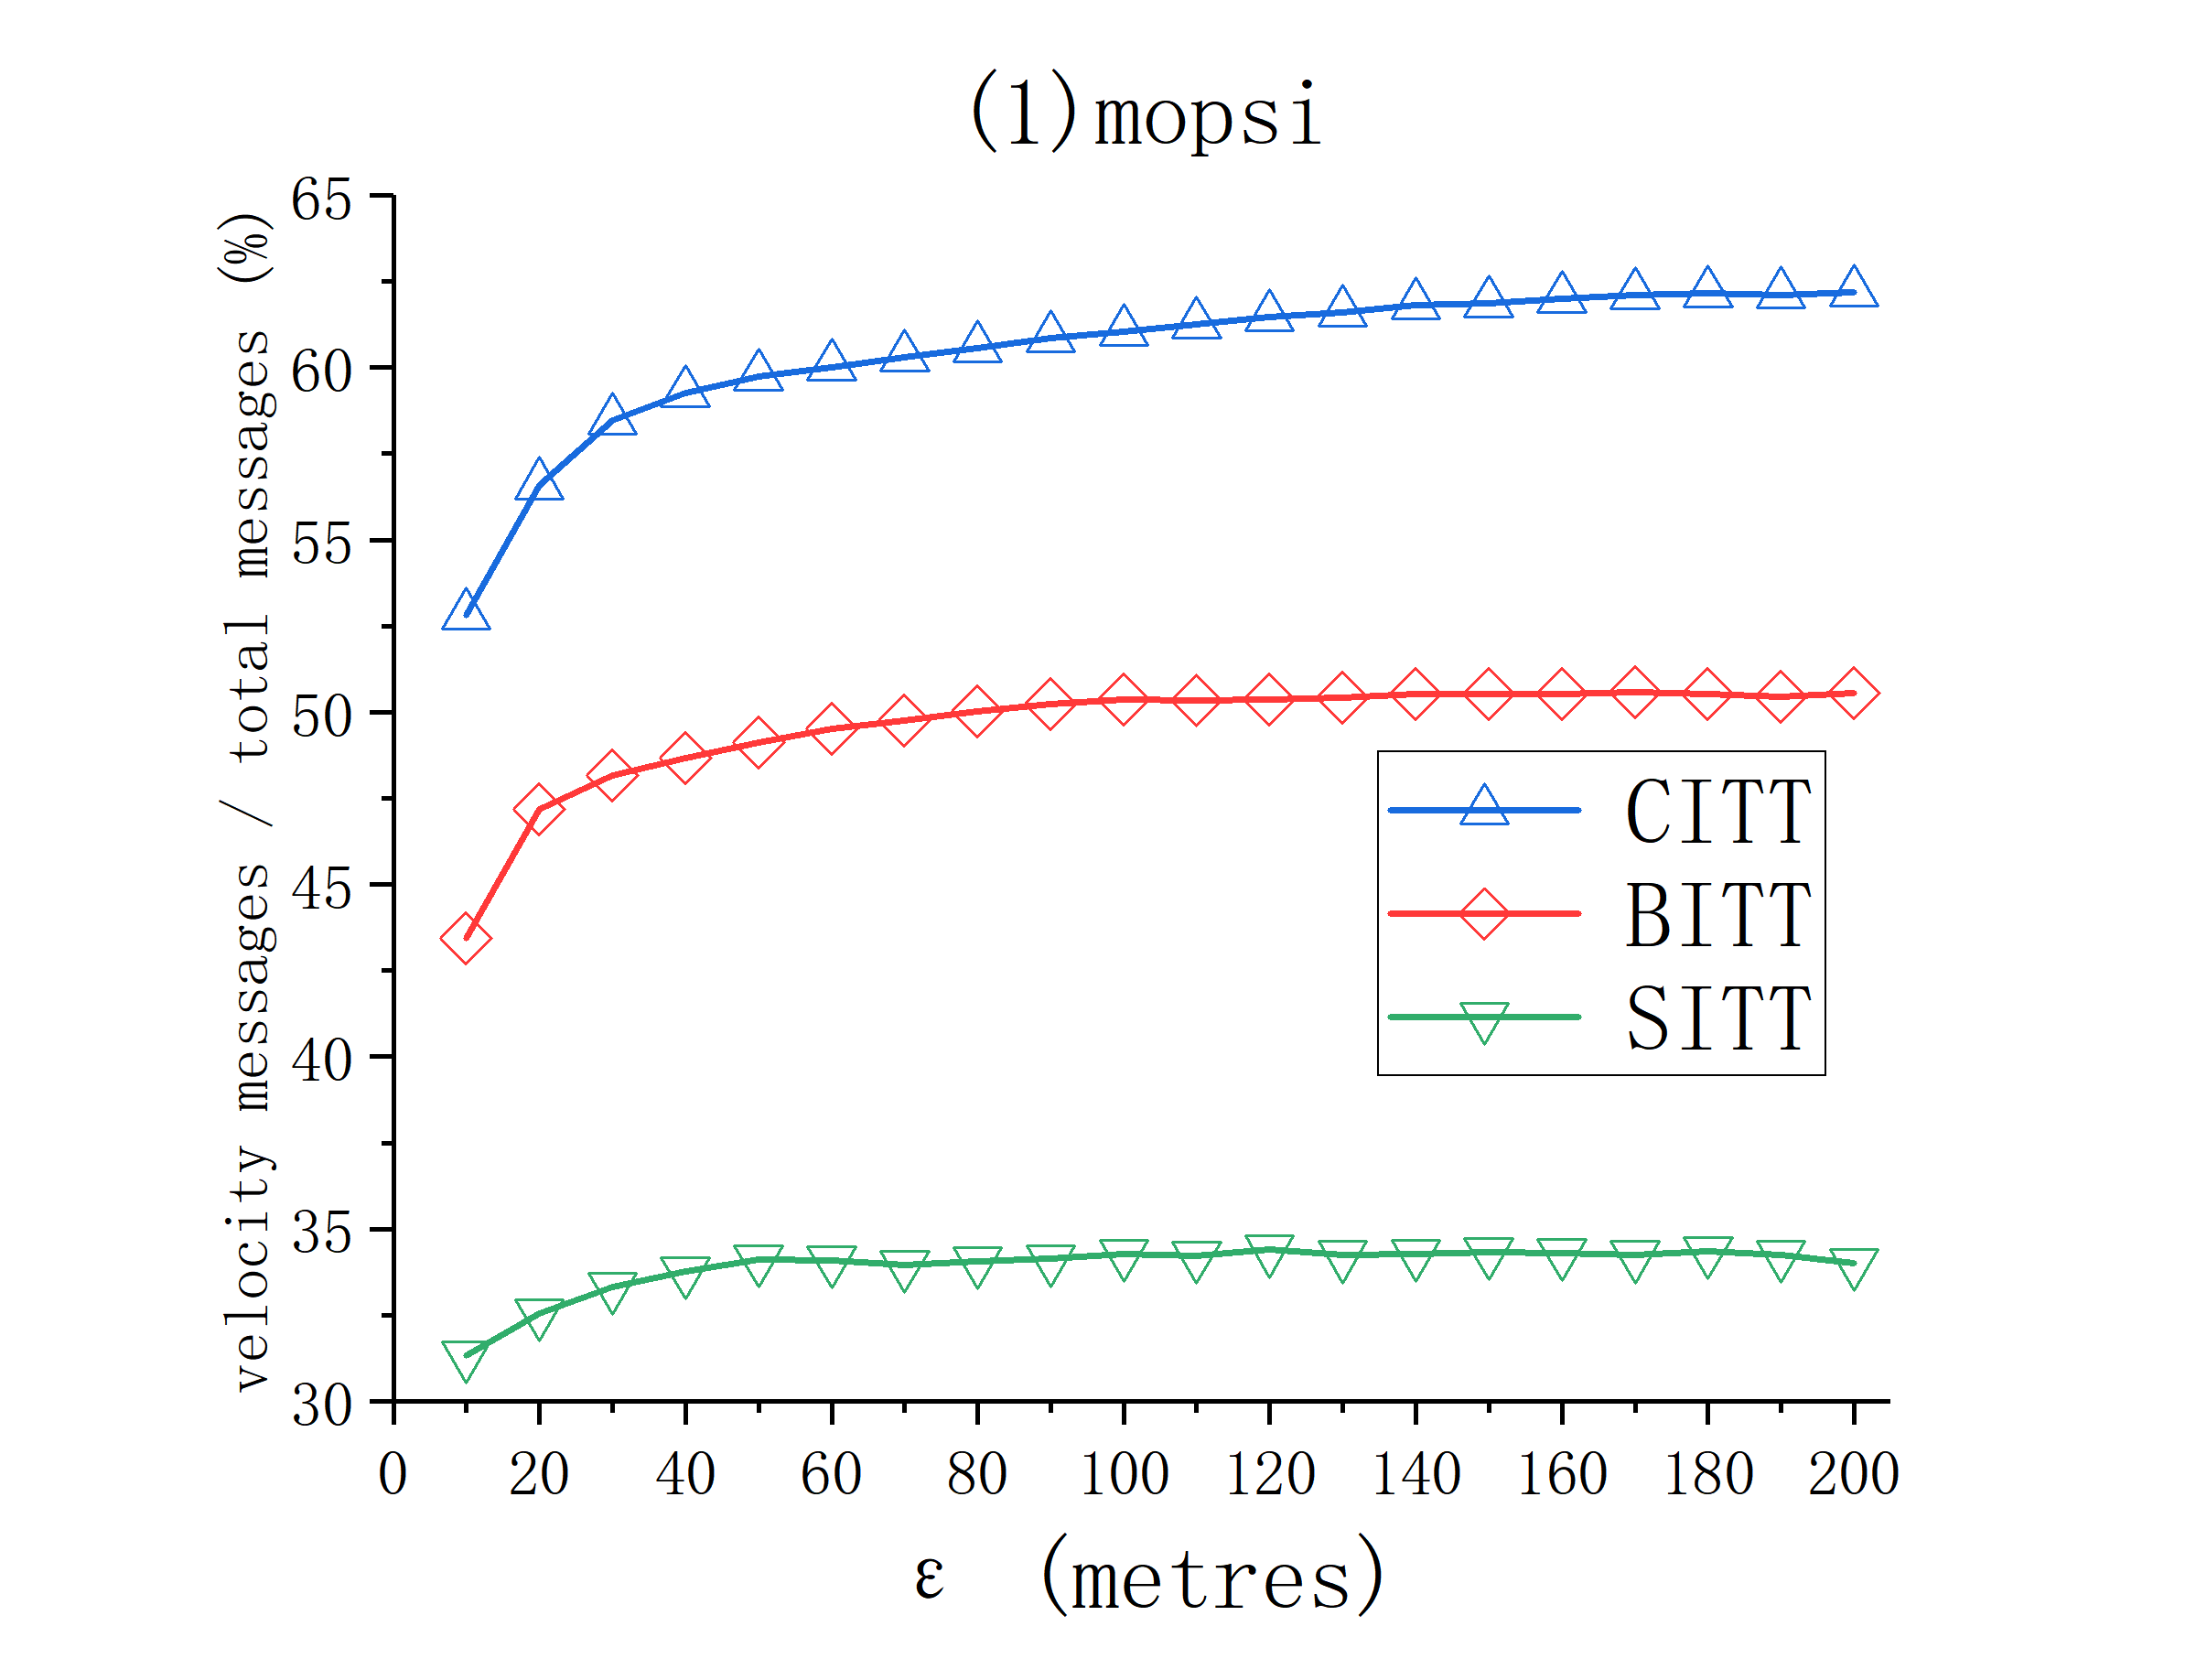 (1)mopsi
velocity messages / total messages (%)
65
60
55
50
45
40
35
30
0 20 40 60 80 100 120 140 160 180 200
ε (metres)
CITT
BITT
SITT